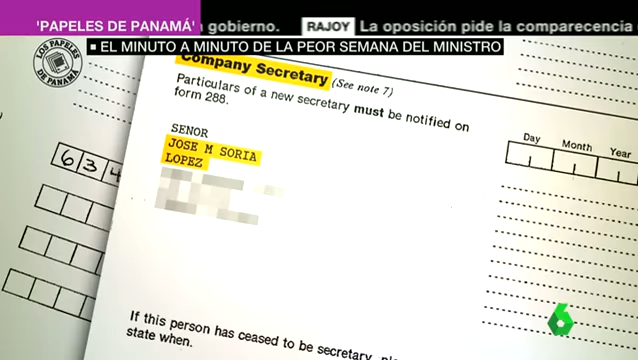 'PAPELES DE PANAMÁ'
gobierno. RAJOY La oposición pide la comparecencia
EL MINUTO A MINUTO DE LA PEOR SEMANA DEL MINISTRO
LOS PAPELES
DE PANAMÁ
Company Secretary (See note 7)
Particulars of a new secretary must be notified on
form 288.
SENOR
JOSE M SORIA
LOPEZ
Day Month Year
634
If this person has ceased to be secretary,
state when.
6